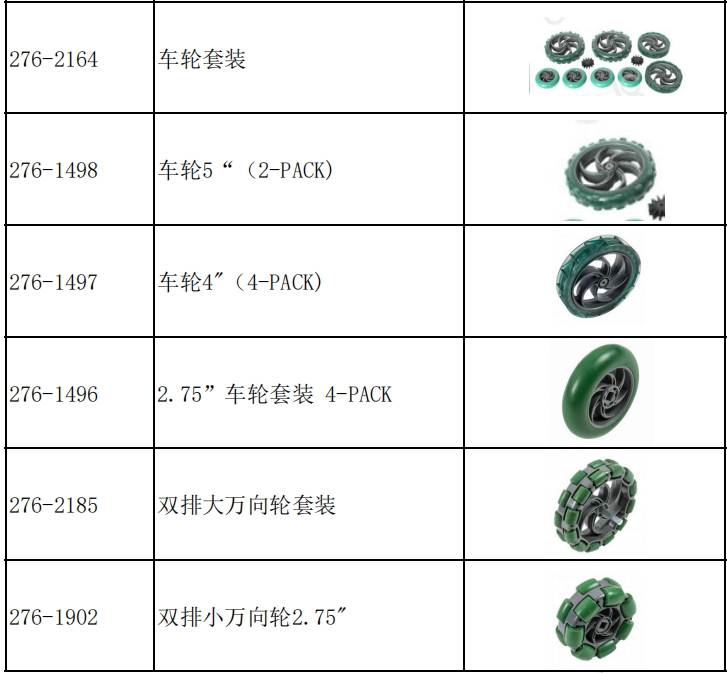 276-2164 车轮套装
276-1498 车轮5“（2-PACK)
276-1497 车轮4"（4-PACK)
276-1496 2.75”车轮套装 4-PACK
276-2185 双排大万向轮套装
276-1902 双排小万向轮2.75"